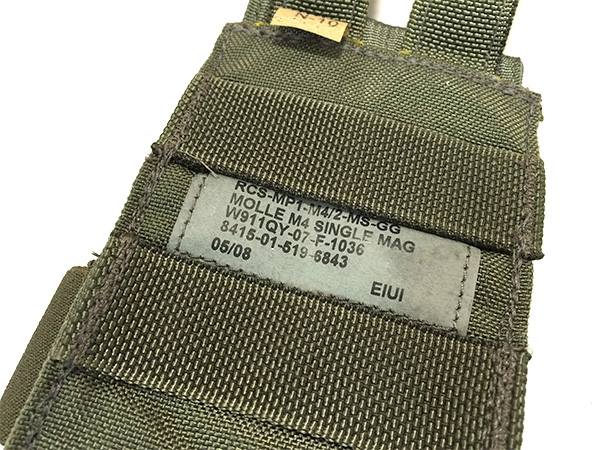 N-10
RCS-MP1-M4/2-MS-GG
MOLLE M4 SINGLE MAG
W911QY-07-F-1036
8415-01-519-6843
05/08
EIUI